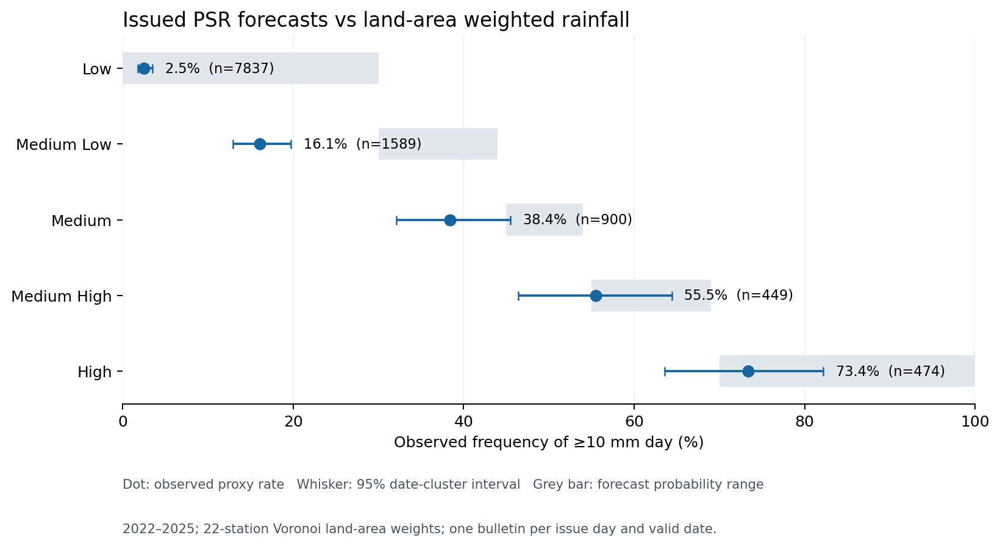 Issued PSR forecasts vs land-area weighted rainfall
Low
2.5%  (n=7837)
Medium Low
16.1%  (n=1589)
Medium
38.4%  (n=900)
Medium High
55.5%  (n=449)
High
73.4%  (n=474)
0 20 40 60 80 100
Observed frequency of ≥10 mm day (%)
Dot: observed proxy rate   Whisker: 95% date-cluster interval   Grey bar: forecast probability range
2022–2025; 22-station Voronoi land-area weights; one bulletin per issue day and valid date.